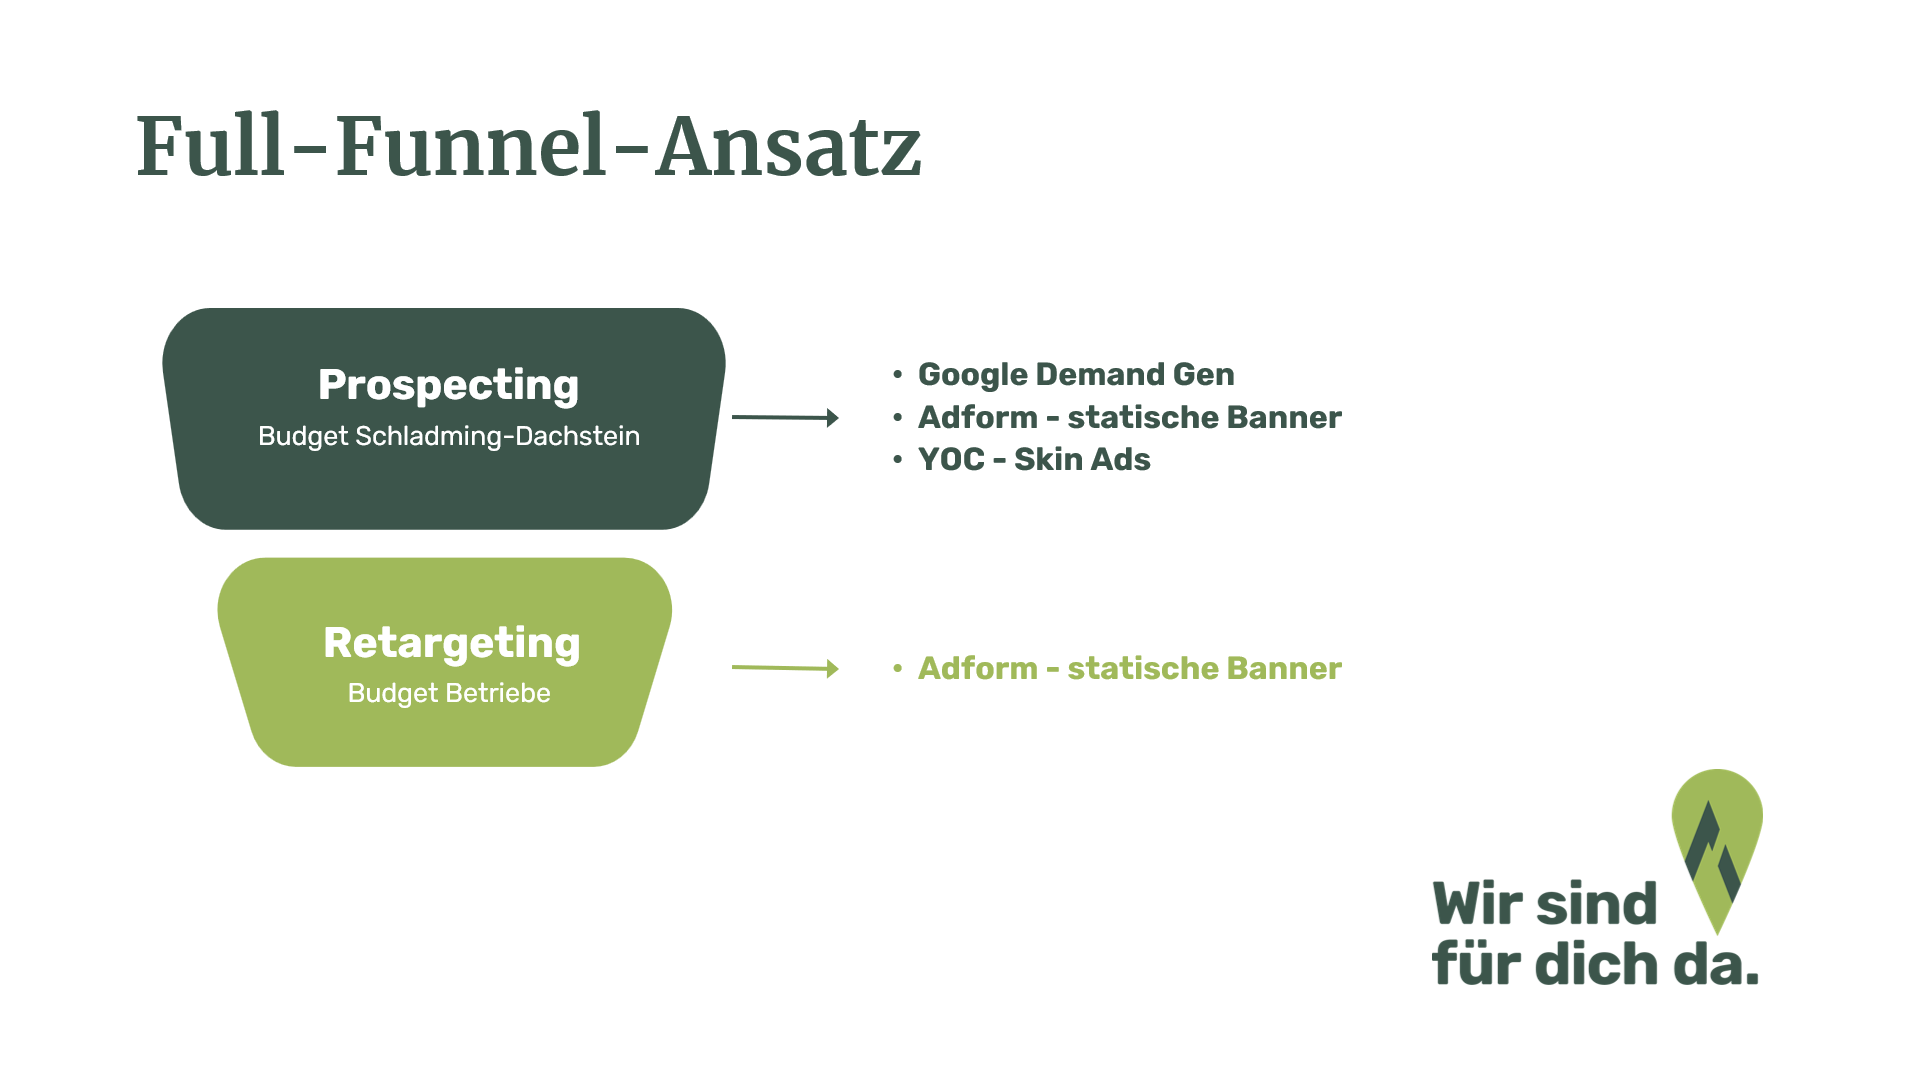 Full-Funnel-Ansatz
Prospecting
Budget Schladming-Dachstein
• Google Demand Gen
• Adform - statische Banner
• YOC - Skin Ads
Retargeting
Budget Betriebe
• Adform - statische Banner
Wir sind
für dich da.